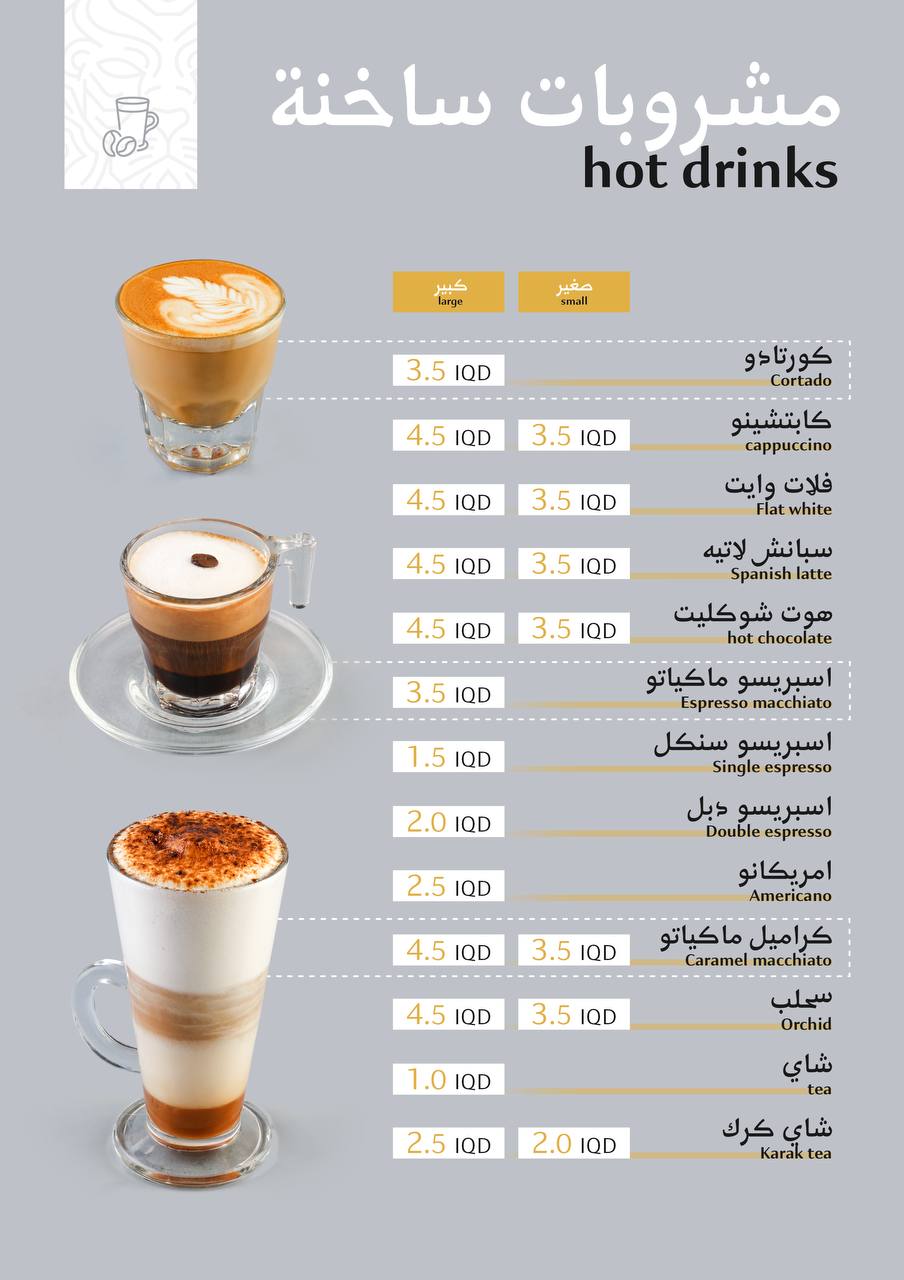 مشروبات ساخنة
hot drinks
كبير صغير
large small
كورتادو
3.5 IQD
Cortado
كابتشينو
4.5 IQD 3.5 IQD
cappuccino
فلات وايت
4.5 IQD 3.5 IQD
Flat white
سبانش لاتيه
4.5 IQD 3.5 IQD
Spanish latte
هوت شوكليت
4.5 IQD 3.5 IQD
hot chocolate
اسبريسو ماكياتو
3.5 IQD
Espresso macchiato
اسبريسو سنكل
1.5 IQD
Single espresso
اسبريسو دبل
2.0 IQD
Double espresso
امريكانو
2.5 IQD
Americano
كراميل ماكياتو
4.5 IQD 3.5 IQD
Caramel macchiato
سحلب
4.5 IQD 3.5 IQD
Orchid
شاي
1.0 IQD
tea
شاي كرك
2.5 IQD 2.0 IQD
Karak tea